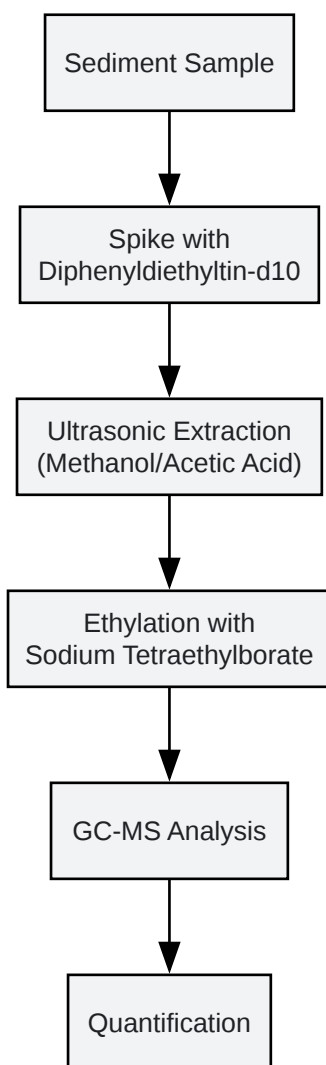 Sediment Sample
Spike with
Diphenyldiethyltin-d10
Ultrasonic Extraction
(Methanol/Acetic Acid)
Ethylation with
Sodium Tetraethylborate
GC-MS Analysis
Quantification